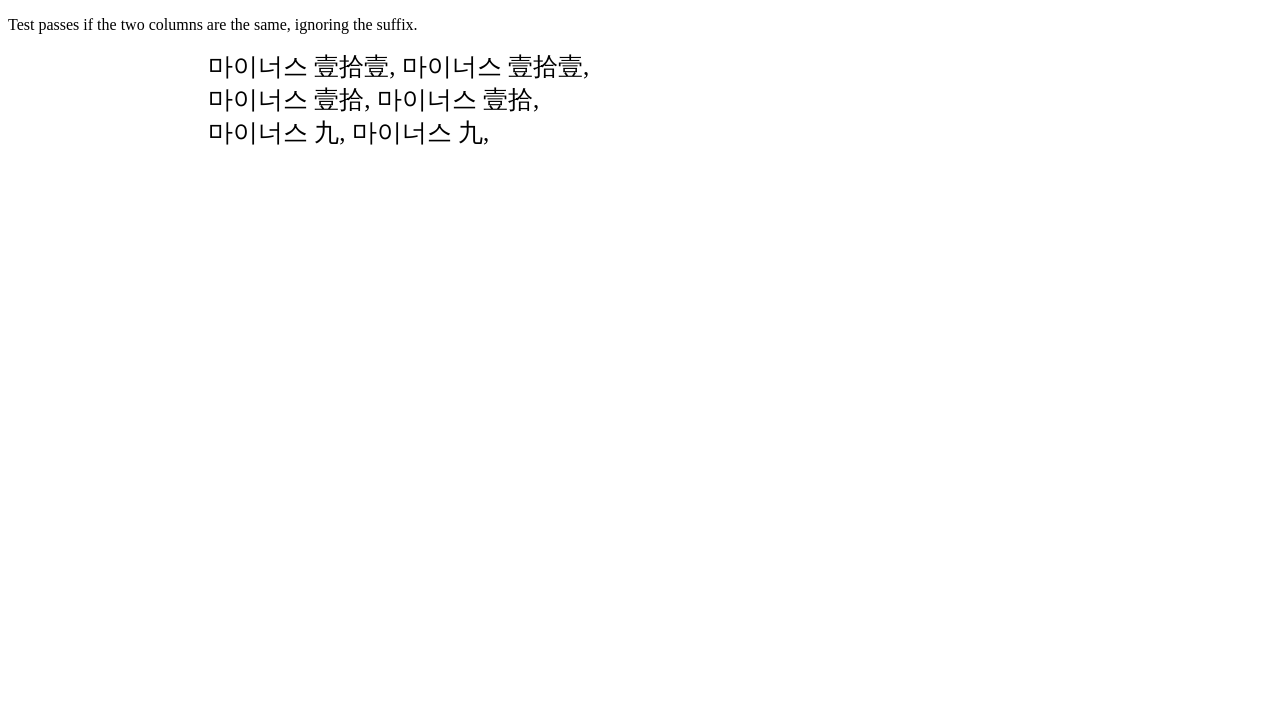 Test passes if the two columns are the same, ignoring the suffix.
마이너스 壹拾壹, 마이너스 壹拾壹,
마이너스 壹拾, 마이너스 壹拾,
마이너스 九, 마이너스 九,